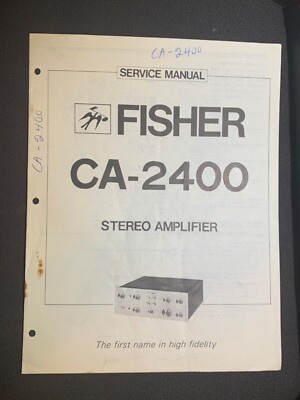 CA-2400
SERVICE MANUAL
FISHER
CA-2400
CA-2400
STEREO AMPLIFIER
The first name in high fidelity